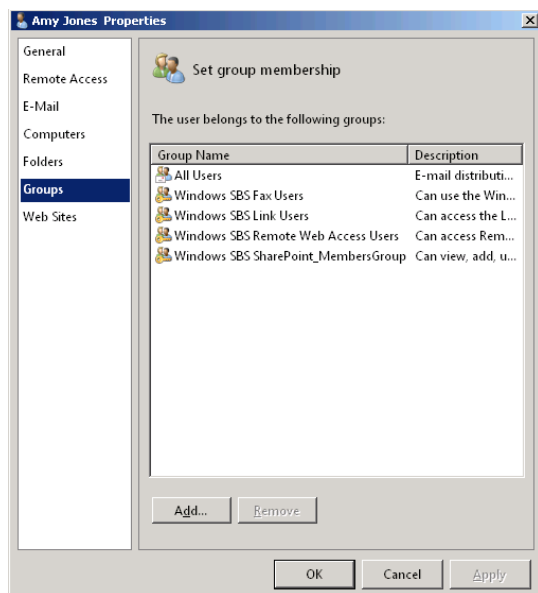 Amy Jones Properties
General
Remote Access
E-Mail
Computers
Folders
Groups
Web Sites
Set group membership
The user belongs to the following groups:
Group Name Description
All Users E-mail distributi...
Windows SBS Fax Users Can use the Win...
Windows SBS Link Users Can access the L...
Windows SBS Remote Web Access Users Can access Rem...
Windows SBS SharePoint_MembersGroup Can view, add, u...
Add... Remove
OK Cancel Apply